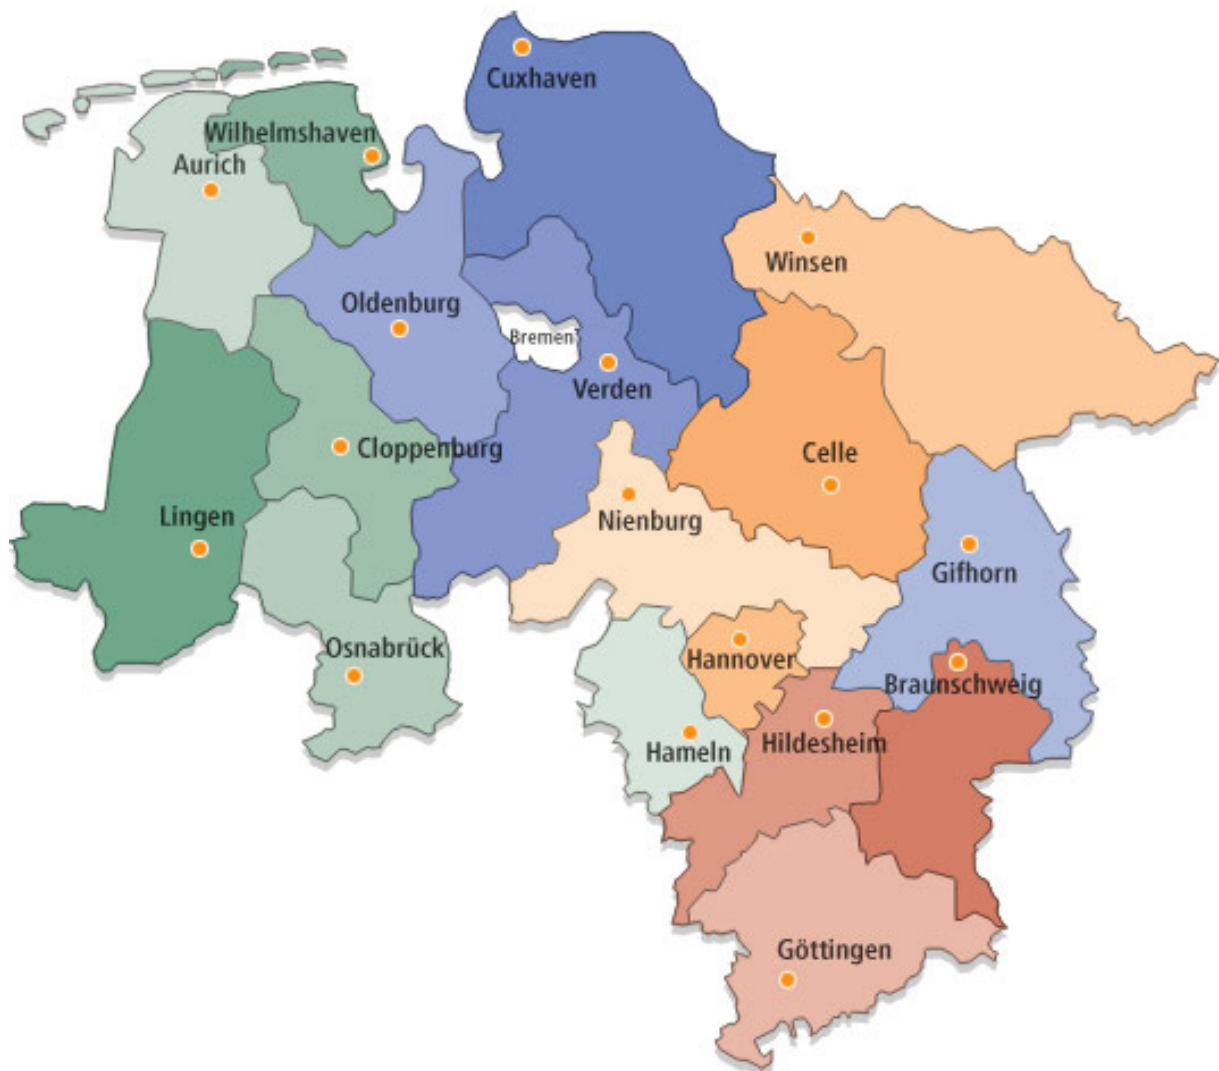 Cuxhaven
Wilhelmshaven
Aurich
Winsen
Oldenburg
Bremen
Verden
Cloppenburg
Celle
Lingen
Nienburg
Gifhorn
Osnabrück
Hannover
Braunschweig
Hameln
Hildesheim
Göttingen